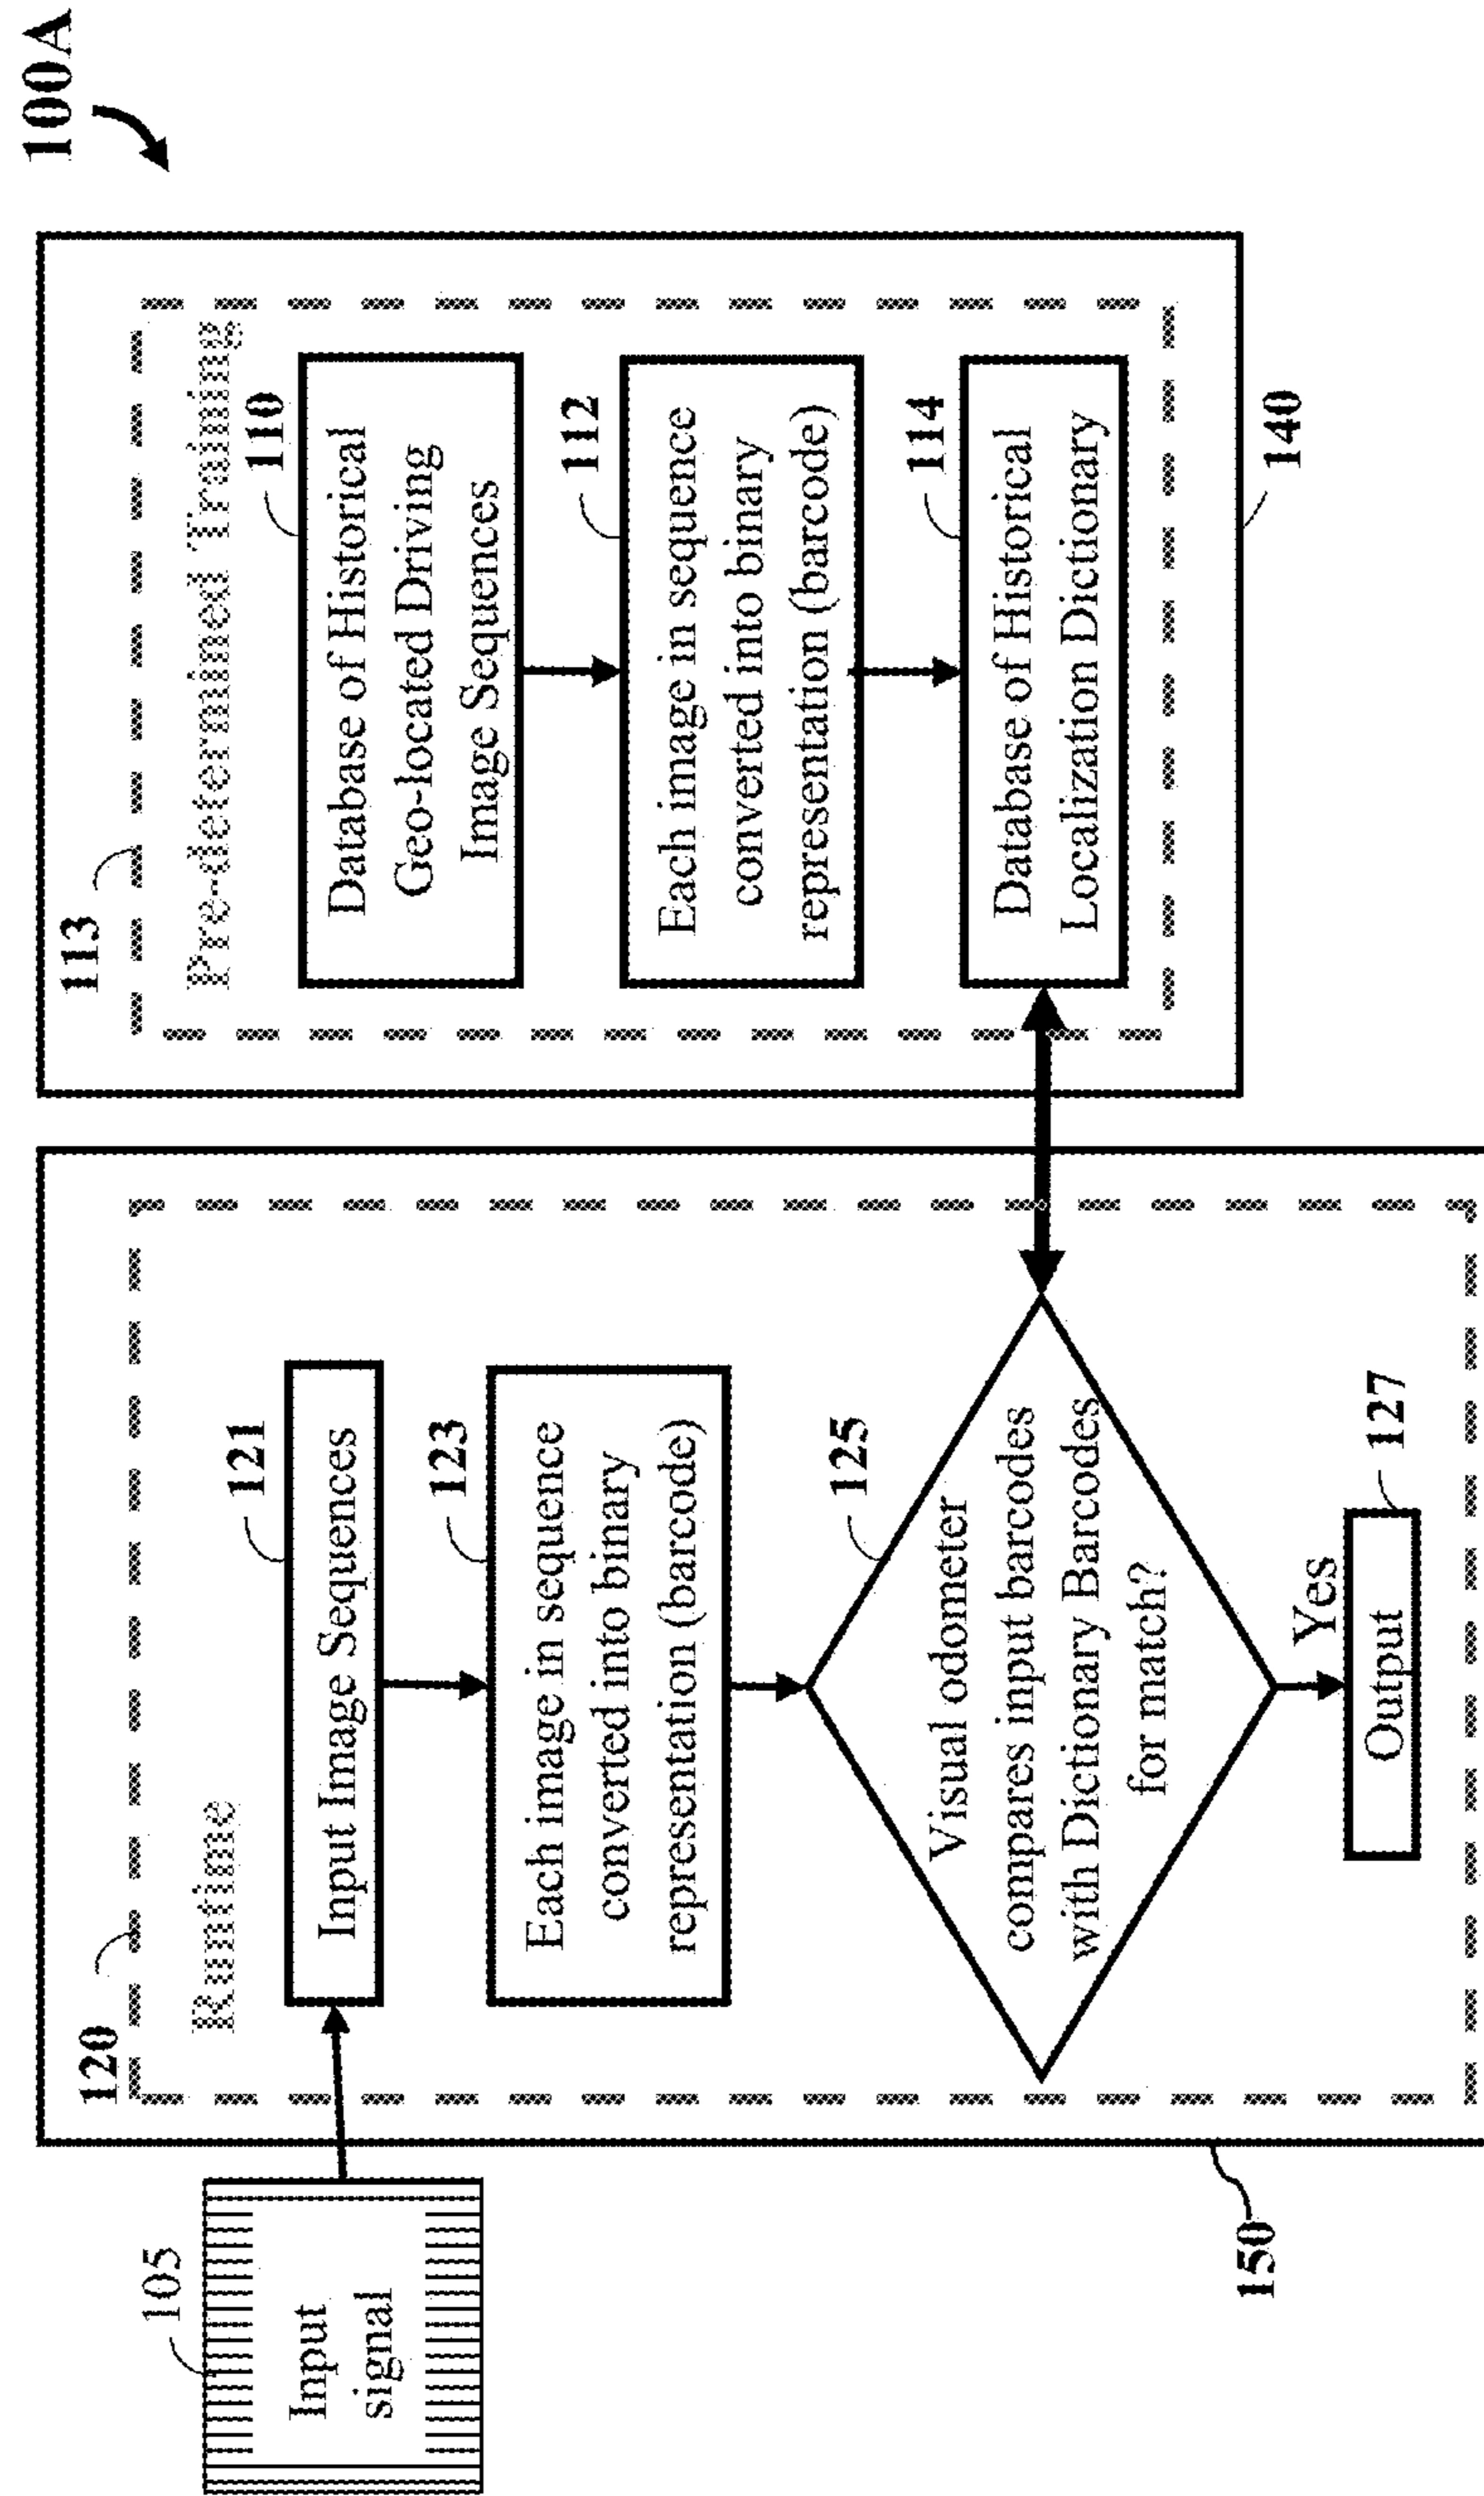 100A
105
Input
signal
120
Runtime
121
Input Image Sequences
123
Each image in sequence
converted into binary
representation (barcode)
125
Visual odometer
compares input barcodes
with Dictionary Barcodes
for match?
Yes
127
Output
150
113
Pre-determined Training
110
Database of Historical
Geo-located Driving
Image Sequences
112
Each image in sequence
converted into binary
representation (barcode)
114
Database of Historical
Localization Dictionary
140